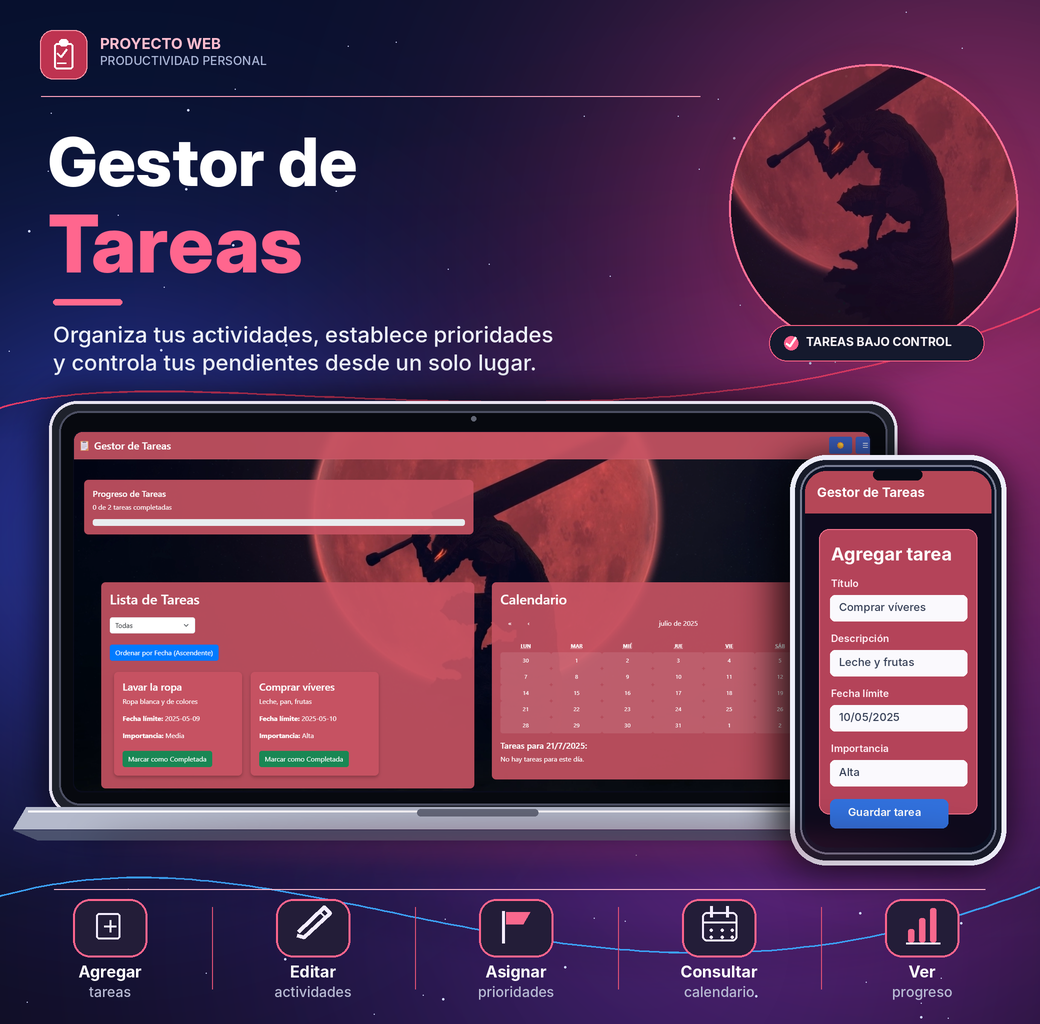 PROYECTO WEB
PRODUCTIVIDAD PERSONAL
Gestor de
Tareas
Organiza tus actividades, establece prioridades
y controla tus pendientes desde un solo lugar.
TAREAS BAJO CONTROL
Gestor de Tareas
Progreso de Tareas
0 de 2 tareas completadas
Lista de Tareas
Todas
Ordenar por Fecha (Ascendente)
Lavar la ropa
Ropa blanca y de colores
Fecha límite: 2025-05-09
Importancia: Media
Marcar como Completada
Comprar víveres
Leche, pan, frutas
Fecha límite: 2025-05-10
Importancia: Alta
Marcar como Completada
Calendario
« ‹ julio de 2025
LUN MAR MIÉ JUE VIE SÁB
30 1 2 3 4 5
7 8 9 10 11 12
14 15 16 17 18 19
21 22 23 24 25 26
28 29 30 31 1 2
Tareas para 21/7/2025:
No hay tareas para este día.
Gestor de Tareas
Agregar tarea
Título
Comprar víveres
Descripción
Leche y frutas
Fecha límite
10/05/2025
Importancia
Alta
Guardar tarea
Agregar
tareas
Editar
actividades
Asignar
prioridades
Consultar
calendario
Ver
progreso